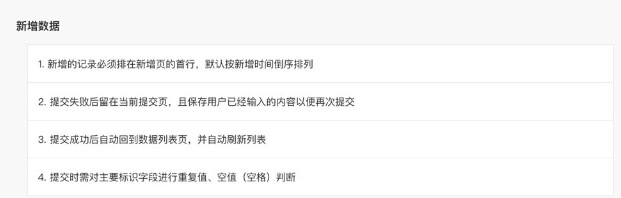 新增数据
1. 新增的记录必须排在新增页的首行，默认按新增时间倒序排列
2. 提交失败后留在当前提交页，且保存用户已经输入的内容以便再次提交
3. 提交成功后自动回到数据列表页，并自动刷新列表
4. 提交时需对主要标识字段进行重复值、空值（空格）判断